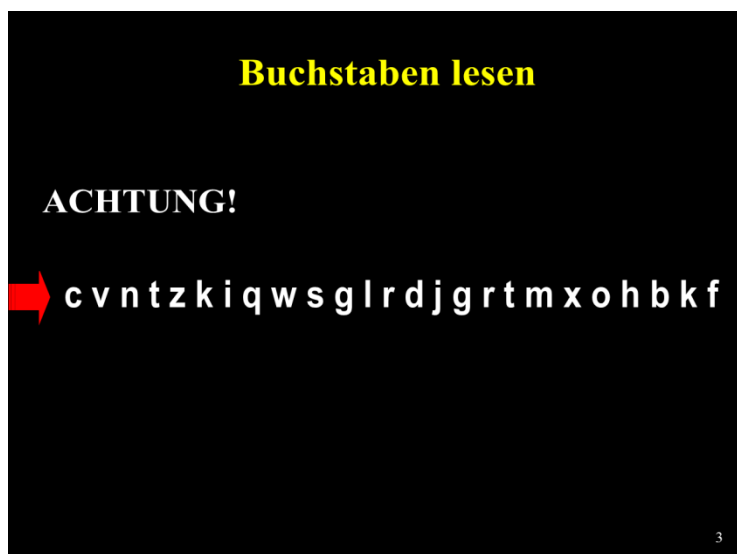 Buchstaben lesen
ACHTUNG!
c v n t z k i q w s g l r d j g r t m x o h b k f
3